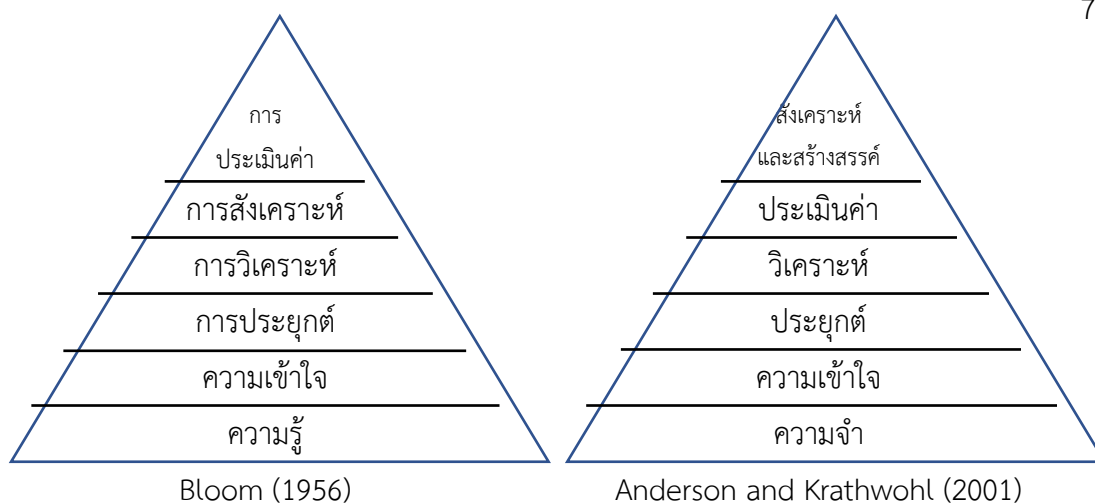 7
การ
ประเมินค่า
การสังเคราะห์
การวิเคราะห์
การประยุกต์
ความเข้าใจ
ความรู้
Bloom (1956)
สังเคราะห์
และสร้างสรรค์
ประเมินค่า
วิเคราะห์
ประยุกต์
ความเข้าใจ
ความจำ
Anderson and Krathwohl (2001)